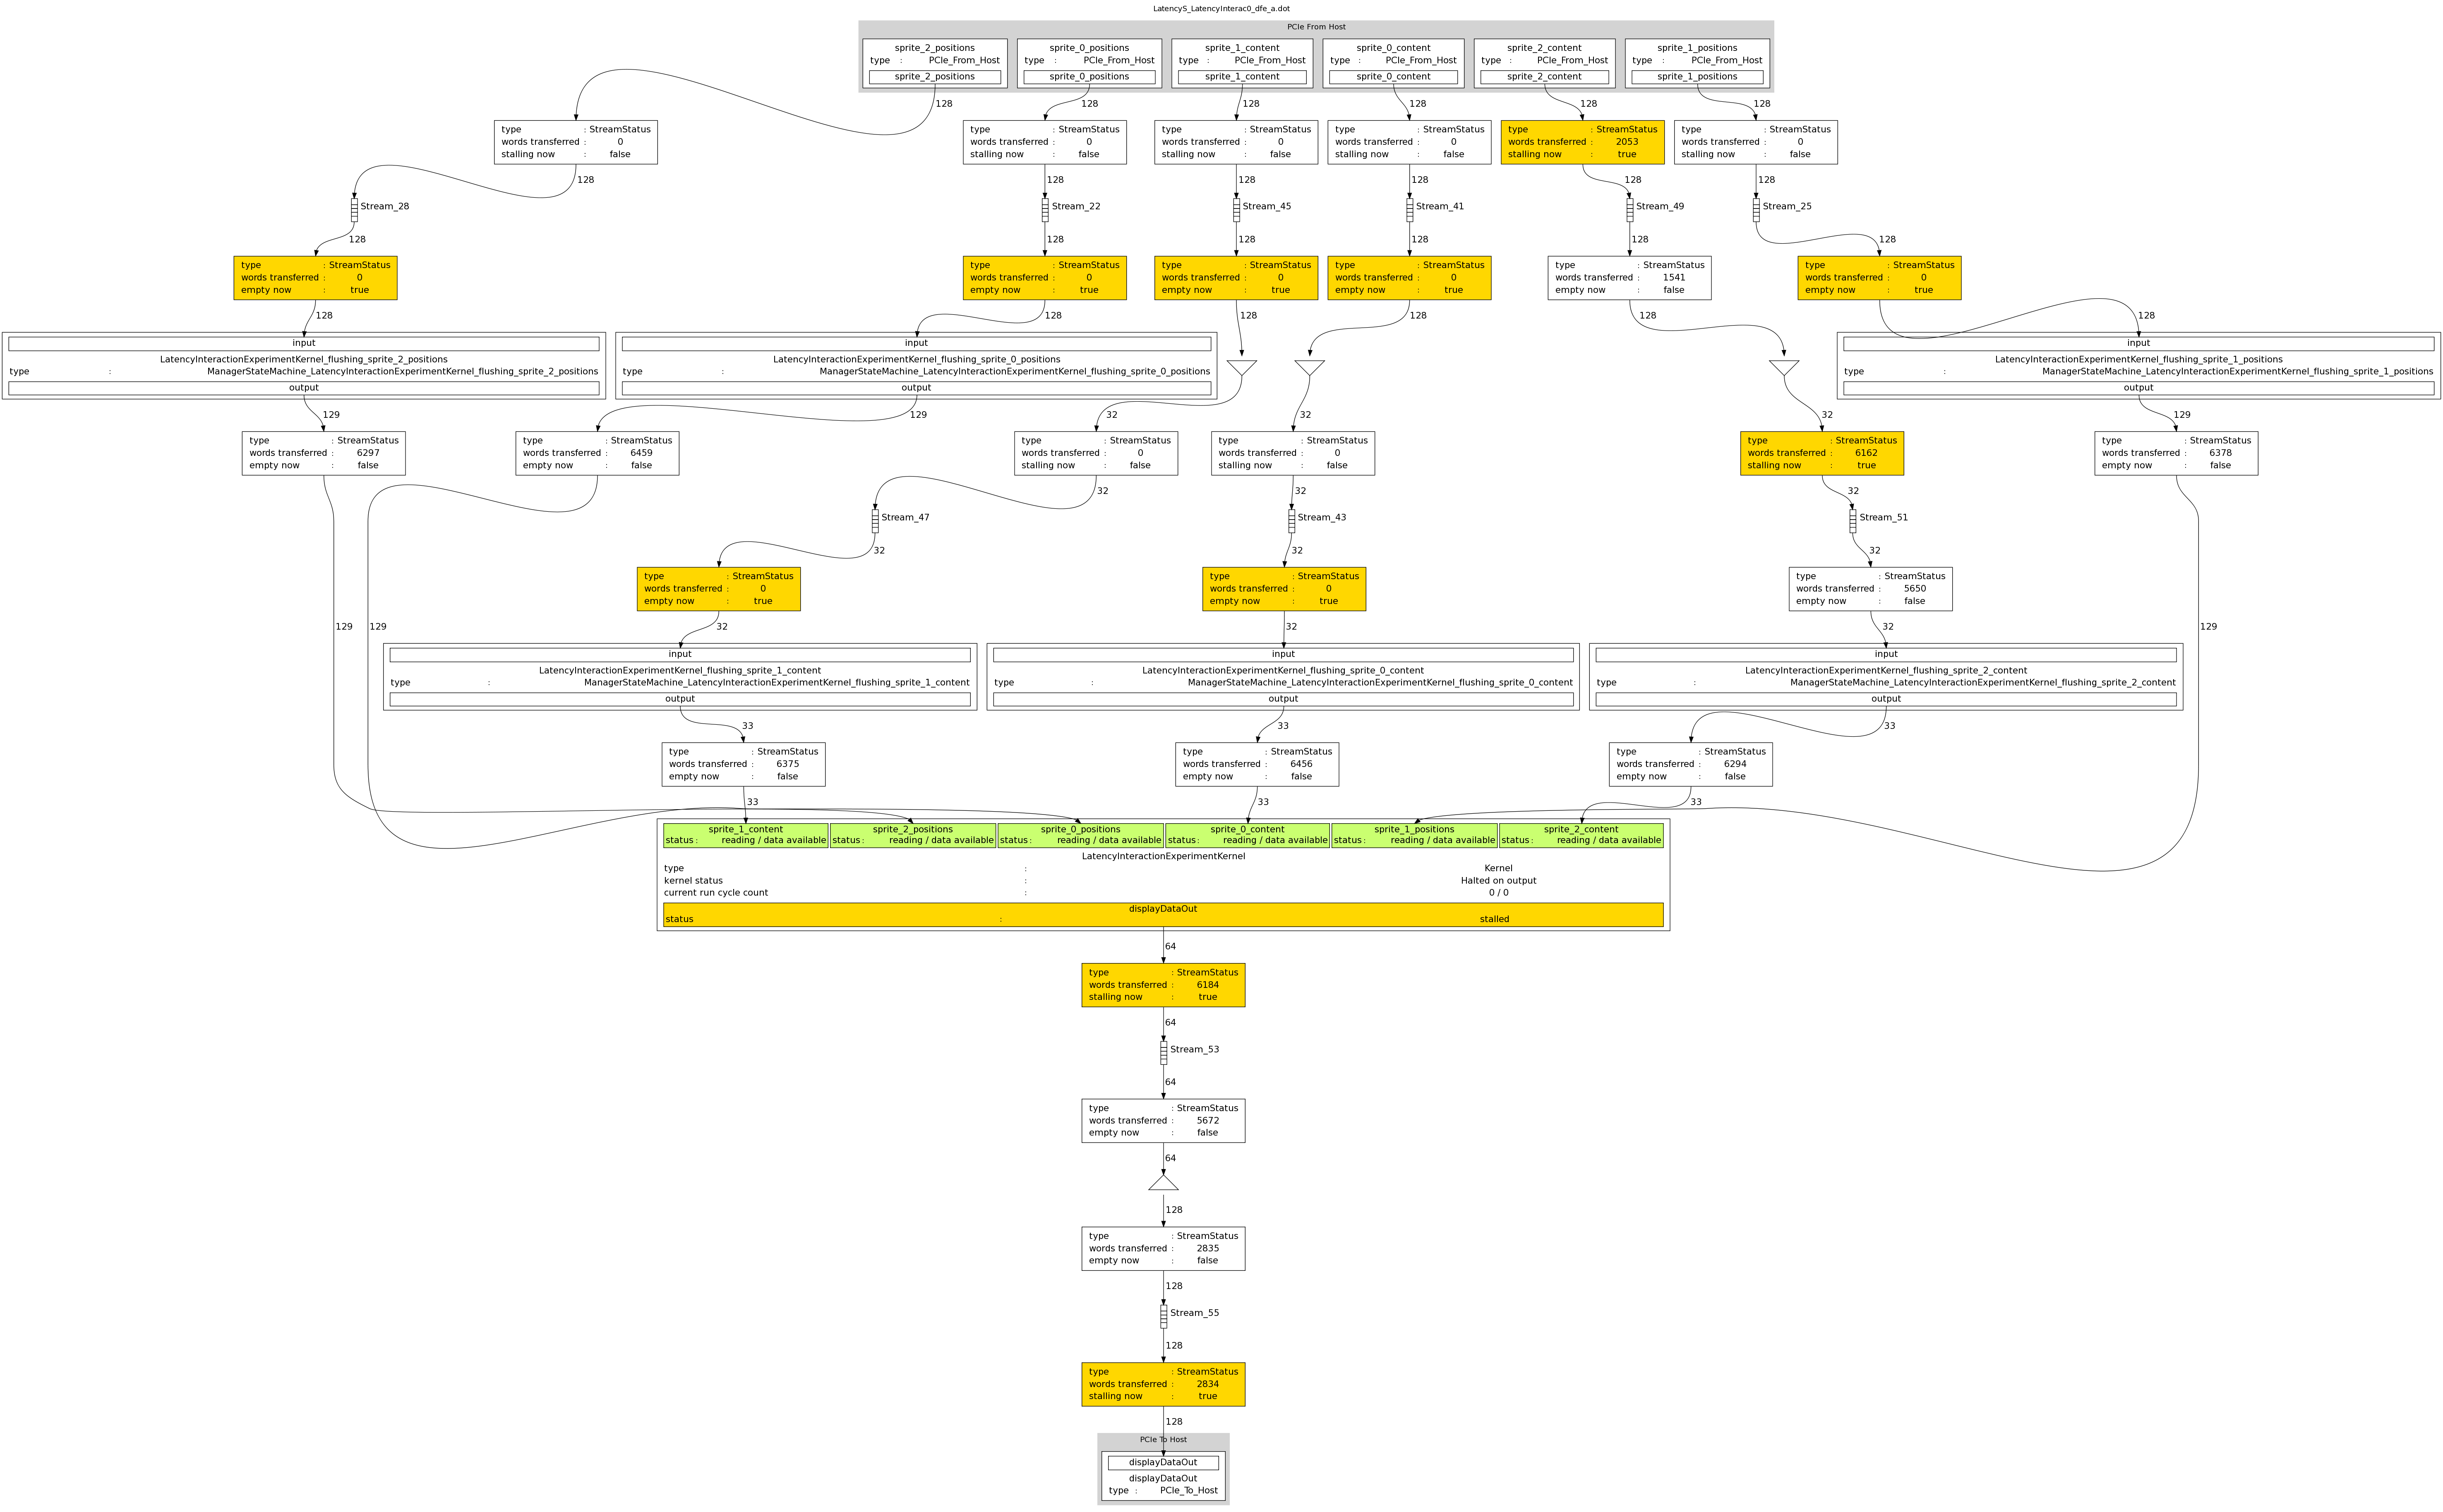 LatencyS_LatencyInterac0_dfe_a.dot
PCIe From Host
sprite_2_positions
type : PCIe_From_Host
sprite_2_positions
sprite_0_positions
type : PCIe_From_Host
sprite_0_positions
sprite_1_content
type : PCIe_From_Host
sprite_1_content
sprite_0_content
type : PCIe_From_Host
sprite_0_content
sprite_2_content
type : PCIe_From_Host
sprite_2_content
sprite_1_positions
type : PCIe_From_Host
sprite_1_positions
128
128
128
128
128
128
type : StreamStatus
words transferred : 0
stalling now : false
type : StreamStatus
words transferred : 0
stalling now : false
type : StreamStatus
words transferred : 0
stalling now : false
type : StreamStatus
words transferred : 0
stalling now : false
type : StreamStatus
words transferred : 2053
stalling now : true
type : StreamStatus
words transferred : 0
stalling now : false
128
128
128
128
128
128
Stream_28
Stream_22
Stream_45
Stream_41
Stream_49
Stream_25
128
128
128
128
128
128
type : StreamStatus
words transferred : 0
empty now : true
type : StreamStatus
words transferred : 0
empty now : true
type : StreamStatus
words transferred : 0
empty now : true
type : StreamStatus
words transferred : 0
empty now : true
type : StreamStatus
words transferred : 1541
empty now : false
type : StreamStatus
words transferred : 0
empty now : true
128
128
128
128
128
128
input
LatencyInteractionExperimentKernel_flushing_sprite_2_positions
type : ManagerStateMachine_LatencyInteractionExperimentKernel_flushing_sprite_2_positions
output
input
LatencyInteractionExperimentKernel_flushing_sprite_0_positions
type : ManagerStateMachine_LatencyInteractionExperimentKernel_flushing_sprite_0_positions
output
input
LatencyInteractionExperimentKernel_flushing_sprite_1_positions
type : ManagerStateMachine_LatencyInteractionExperimentKernel_flushing_sprite_1_positions
output
129
129
32
32
32
129
type : StreamStatus
words transferred : 6297
empty now : false
type : StreamStatus
words transferred : 6459
empty now : false
type : StreamStatus
words transferred : 0
stalling now : false
type : StreamStatus
words transferred : 0
stalling now : false
type : StreamStatus
words transferred : 6162
stalling now : true
type : StreamStatus
words transferred : 6378
empty now : false
32
32
32
Stream_47
Stream_43
Stream_51
32
32
32
type : StreamStatus
words transferred : 0
empty now : true
type : StreamStatus
words transferred : 0
empty now : true
type : StreamStatus
words transferred : 5650
empty now : false
129
129
32
32
32
129
input
LatencyInteractionExperimentKernel_flushing_sprite_1_content
type : ManagerStateMachine_LatencyInteractionExperimentKernel_flushing_sprite_1_content
output
input
LatencyInteractionExperimentKernel_flushing_sprite_0_content
type : ManagerStateMachine_LatencyInteractionExperimentKernel_flushing_sprite_0_content
output
input
LatencyInteractionExperimentKernel_flushing_sprite_2_content
type : ManagerStateMachine_LatencyInteractionExperimentKernel_flushing_sprite_2_content
output
33
33
33
type : StreamStatus
words transferred : 6375
empty now : false
type : StreamStatus
words transferred : 6456
empty now : false
type : StreamStatus
words transferred : 6294
empty now : false
33
33
33
sprite_1_content
status : reading / data available
sprite_2_positions
status : reading / data available
sprite_0_positions
status : reading / data available
sprite_0_content
status : reading / data available
sprite_1_positions
status : reading / data available
sprite_2_content
status : reading / data available
LatencyInteractionExperimentKernel
type : Kernel
kernel status : Halted on output
current run cycle count : 0 / 0
displayDataOut
status : stalled
64
type : StreamStatus
words transferred : 6184
stalling now : true
64
Stream_53
64
type : StreamStatus
words transferred : 5672
empty now : false
64
128
type : StreamStatus
words transferred : 2835
empty now : false
128
Stream_55
128
type : StreamStatus
words transferred : 2834
stalling now : true
128
PCIe To Host
displayDataOut
displayDataOut
type : PCIe_To_Host